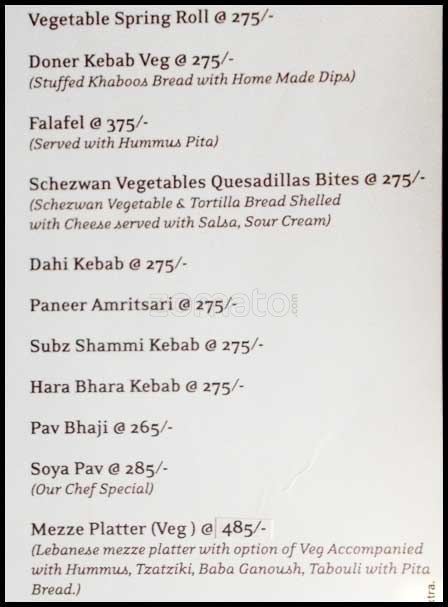 Vegetable Spring Roll @ 275/-
Doner Kebab Veg @ 275/-
(Stuffed Khaboos Bread with Home Made Dips)
Falafel @ 375/-
(Served with Hummus Pita)
Schezwan Vegetables Quesadillas Bites @ 275/-
(Schezwan Vegetable & Tortilla Bread Shelled
with Cheese served with Salsa, Sour Cream)
Dahi Kebab @ 275/-
zomato.com
Paneer Amritsari @ 275/-
Subz Shammi Kebab @ 275/-
Hara Bhara Kebab @ 275/-
Pav Bhaji @ 265/-
Soya Pav @ 285/-
(Our Chef Special)
Mezze Platter (Veg ) @ 485/-
(Lebanese mezze platter with option of Veg Accompanied
with Hummus, Tzatziki, Baba Ganoush, Tabouli with Pita
Bread.)
xtra.